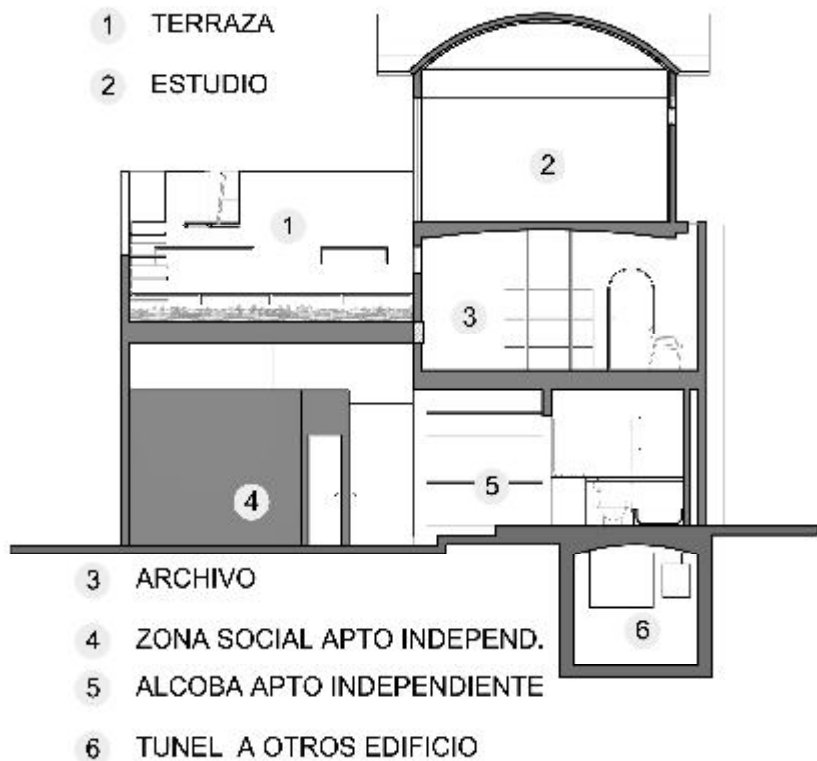 1 TERRAZA
2 ESTUDIO
2
1
3
4
5
3 ARCHIVO
6
4 ZONA SOCIAL APTO INDEPEND.
5 ALCOBA APTO INDEPENDIENTE
6 TUNEL A OTROS EDIFICIO